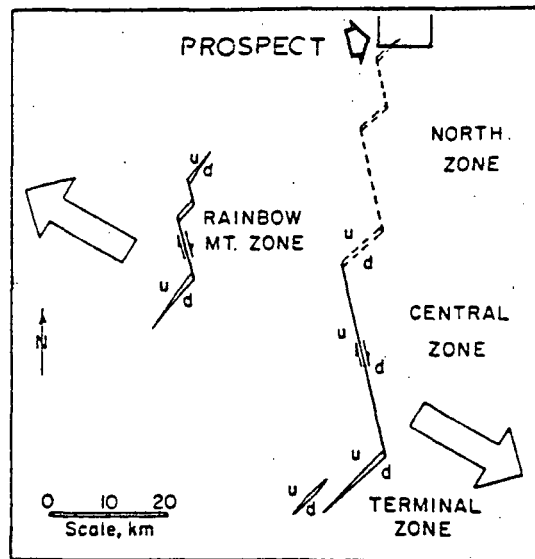 PROSPECT
NORTH
ZONE
u
d
RAINBOW
MT. ZONE
u
d
u
d
N
CENTRAL
ZONE
u
d
u
d
u
d
0 10 20
Scale, km
TERMINAL
ZONE